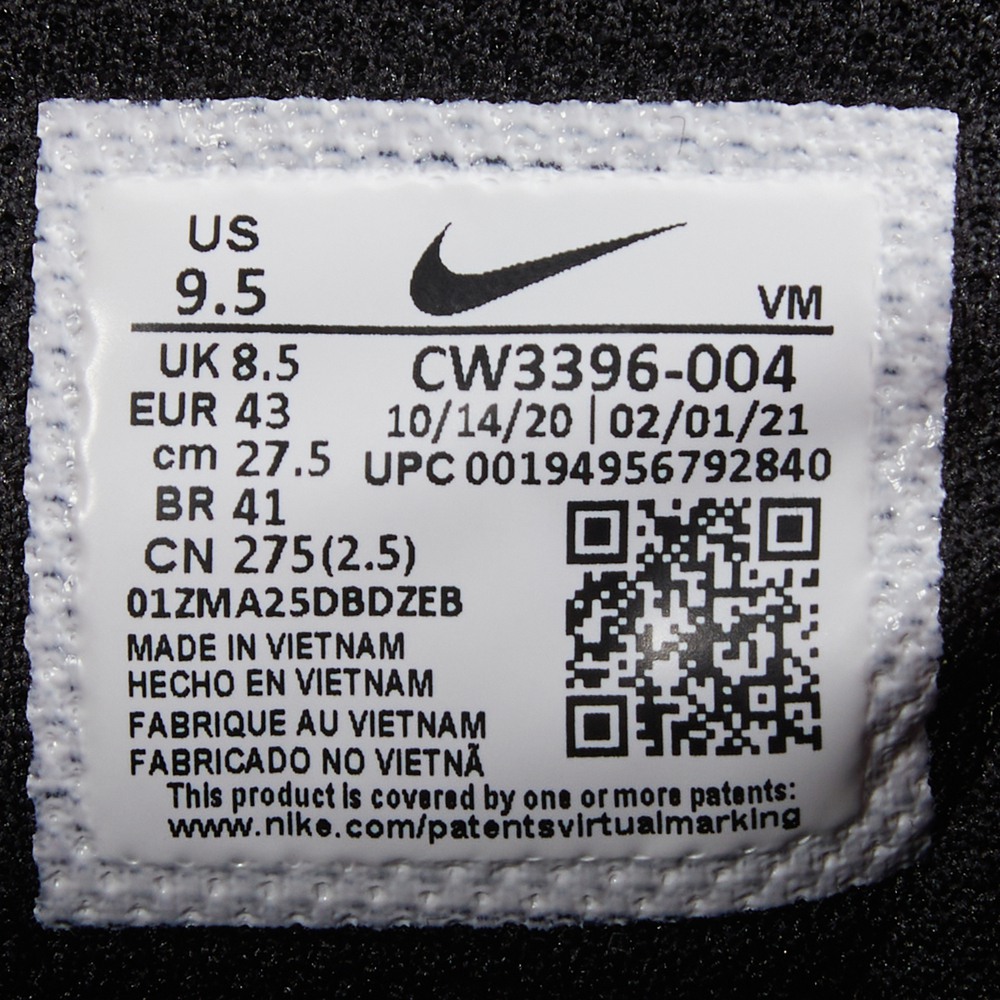 US
9.5
VM
UK 8.5
EUR 43
cm 27.5
BR 41
CN 275(2.5)
CW3396-004
10/14/20 | 02/01/21
UPC 00194956792840
01ZMA25DBDZEB
MADE IN VIETNAM
HECHO EN VIETNAM
FABRIQUE AU VIETNAM
FABRICADO NO VIETNÃ
This product is covered by one or more patents:
www.nike.com/patentsvirtualmarking